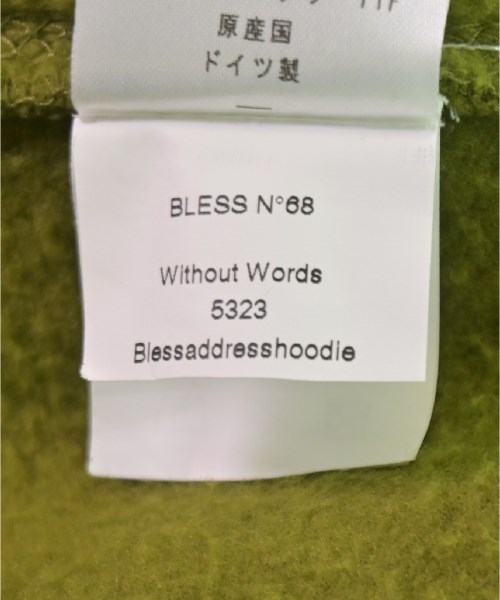 原産国
ドイツ製
BLESS N°68
Without Words
5323
Blessaddresshoodie